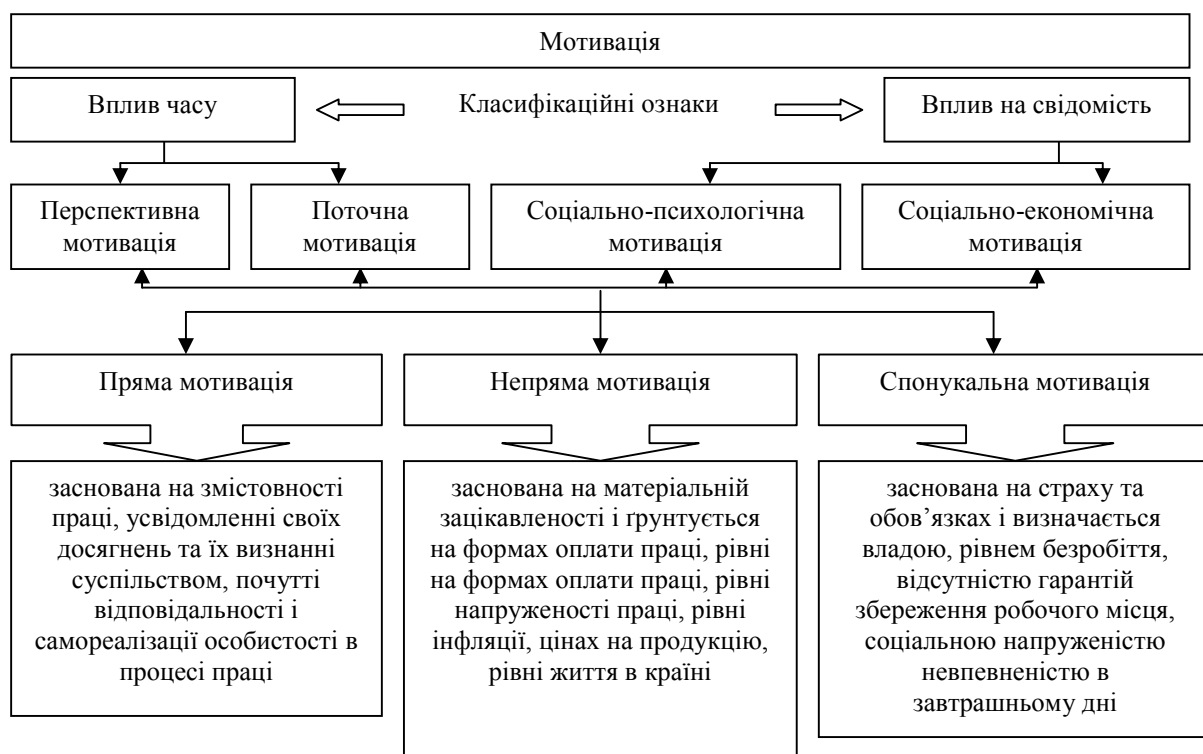 Мотивація
Вплив часу
Класифікаційні ознаки
Вплив на свідомість
Перспективна
мотивація
Поточна
мотивація
Соціально-психологічна
мотивація
Соціально-економічна
мотивація
Пряма мотивація
Непряма мотивація
Спонукальна мотивація
заснована на змістовності
праці, усвідомленні своїх
досягнень та їх визнанні
суспільством, почутті
відповідальності і
самореалізації особистості в
процесі праці
заснована на матеріальній
зацікавленості і ґрунтується
на формах оплати праці, рівні
на формах оплати праці, рівні
напруженості праці, рівні
інфляції, цінах на продукцію,
рівні життя в країні
заснована на страху та
обов’язках і визначається
владою, рівнем безробіття,
відсутністю гарантій
збереження робочого місця,
соціальною напруженістю
невпевненістю в
завтрашньому дні